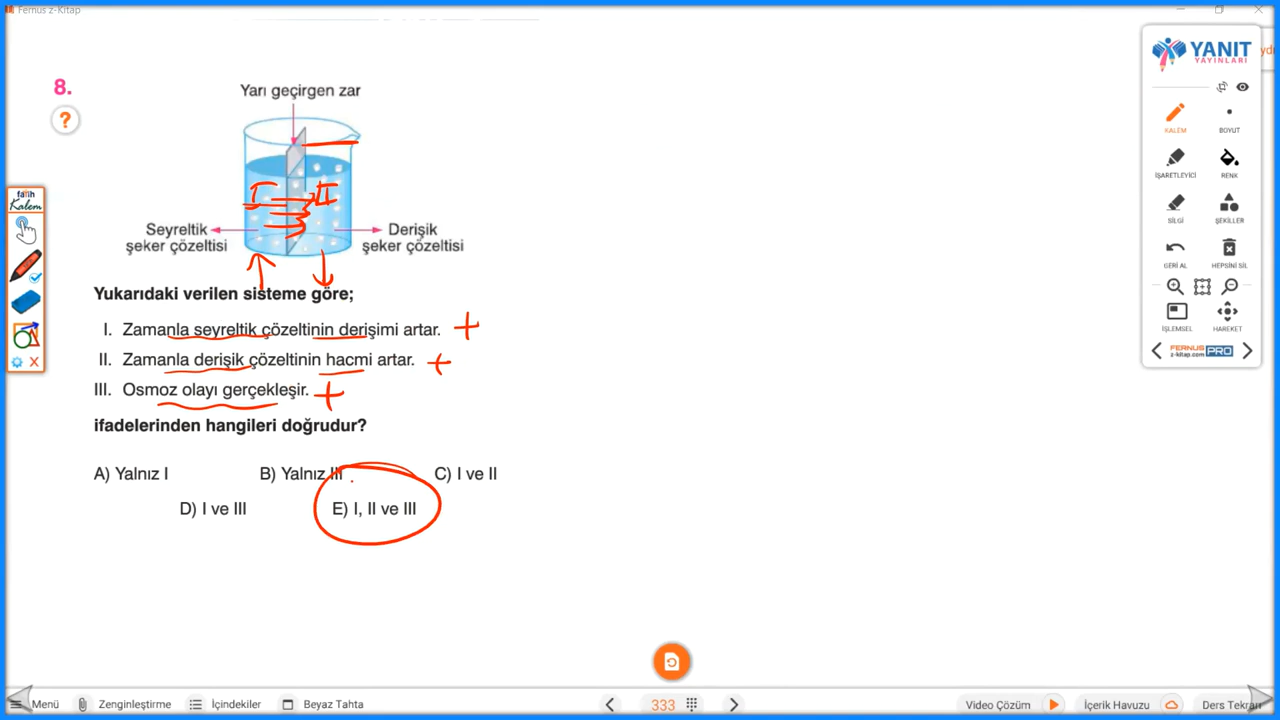 Fernus z-Kitap
8.
?
Yarı geçirgen zar
I
II
Seyreltik
şeker çözeltisi
Derişik
şeker çözeltisi
Yukarıdaki verilen sisteme göre;
I. Zamanla seyreltik çözeltinin derişimi artar. +
II. Zamanla derişik çözeltinin hacmi artar. +
III. Osmoz olayı gerçekleşir. +
ifadelerinden hangileri doğrudur?
A) Yalnız I B) Yalnız III C) I ve II
D) I ve III E) I, II ve III
fatih
Kalem
YANIT
YAYINLARI
KALEM BOYUT
İŞARETLEYİCİ RENK
SİLGİ ŞEKİLLER
GERİ AL HEPSİNİ SİL
İŞLEMSEL HAREKET
FERNUS
z-kitap.com PRO
Menü Zenginleştirme İçindekiler Beyaz Tahta 333 Video Çözüm İçerik Havuzu Ders Tekrarı